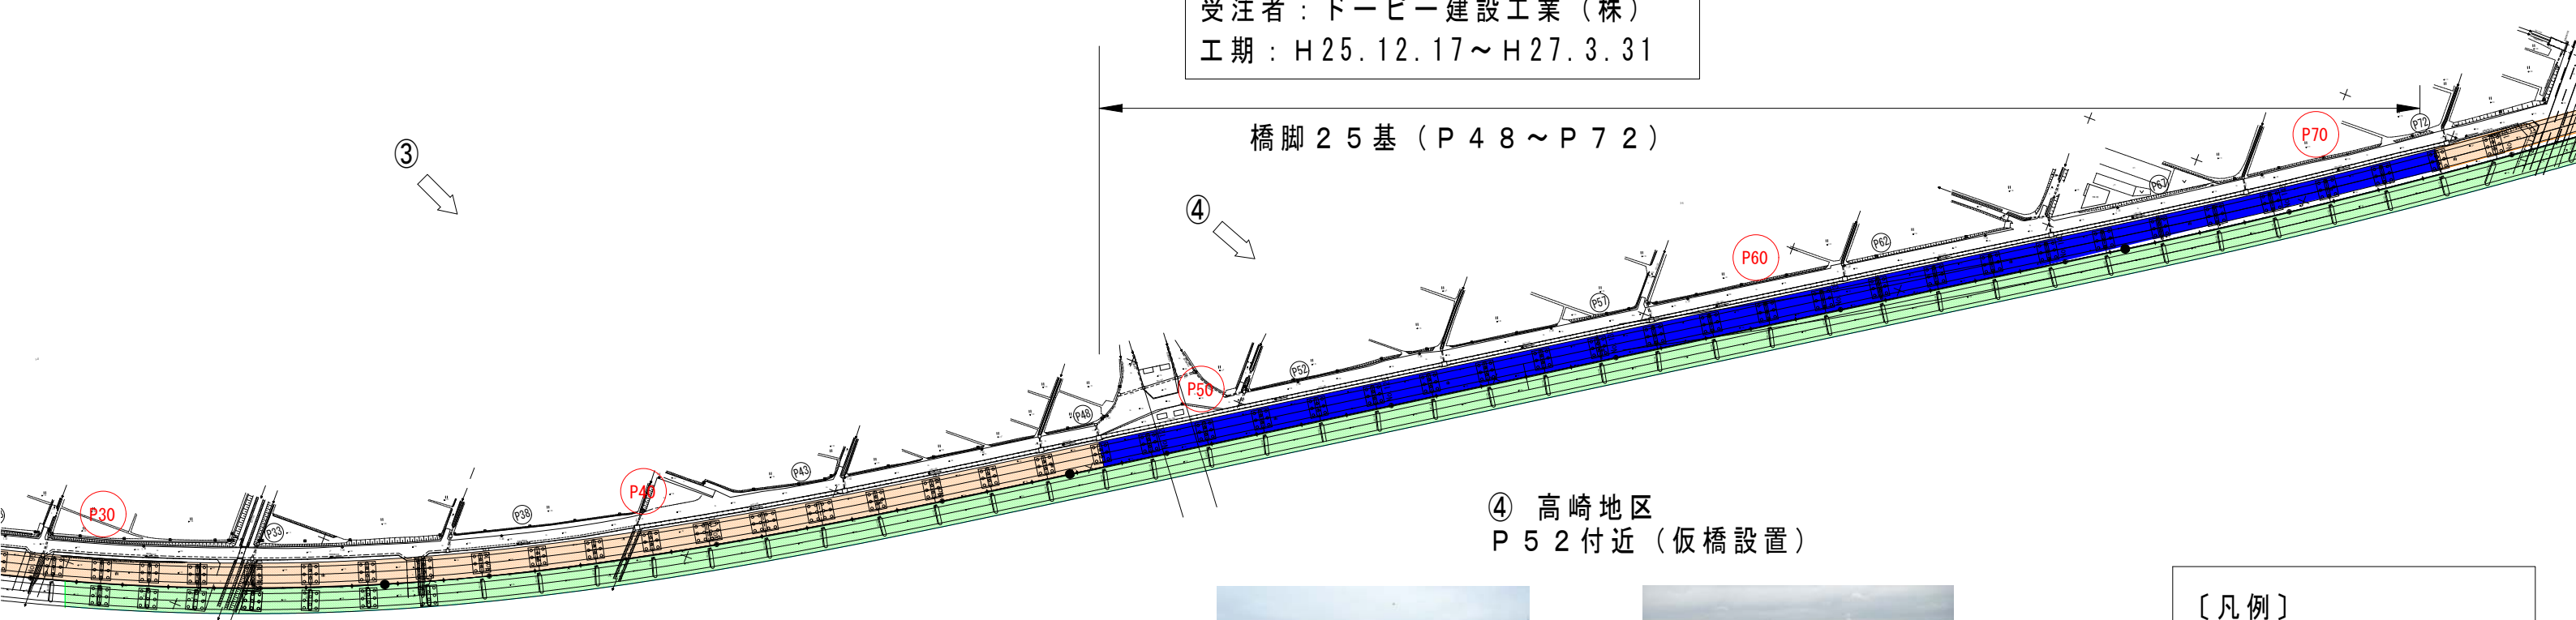 受注者：ドーピー建設工業（株）
工期：H25.12.17～H27.3.31
橋脚２５基（Ｐ４８～Ｐ７２）
③
④
P72
P70
P67
P62
P60
P57
P52
P50
P48
P43
P40
P38
P33
P30
④ 高崎地区
Ｐ５２付近（仮橋設置）
〔凡例〕